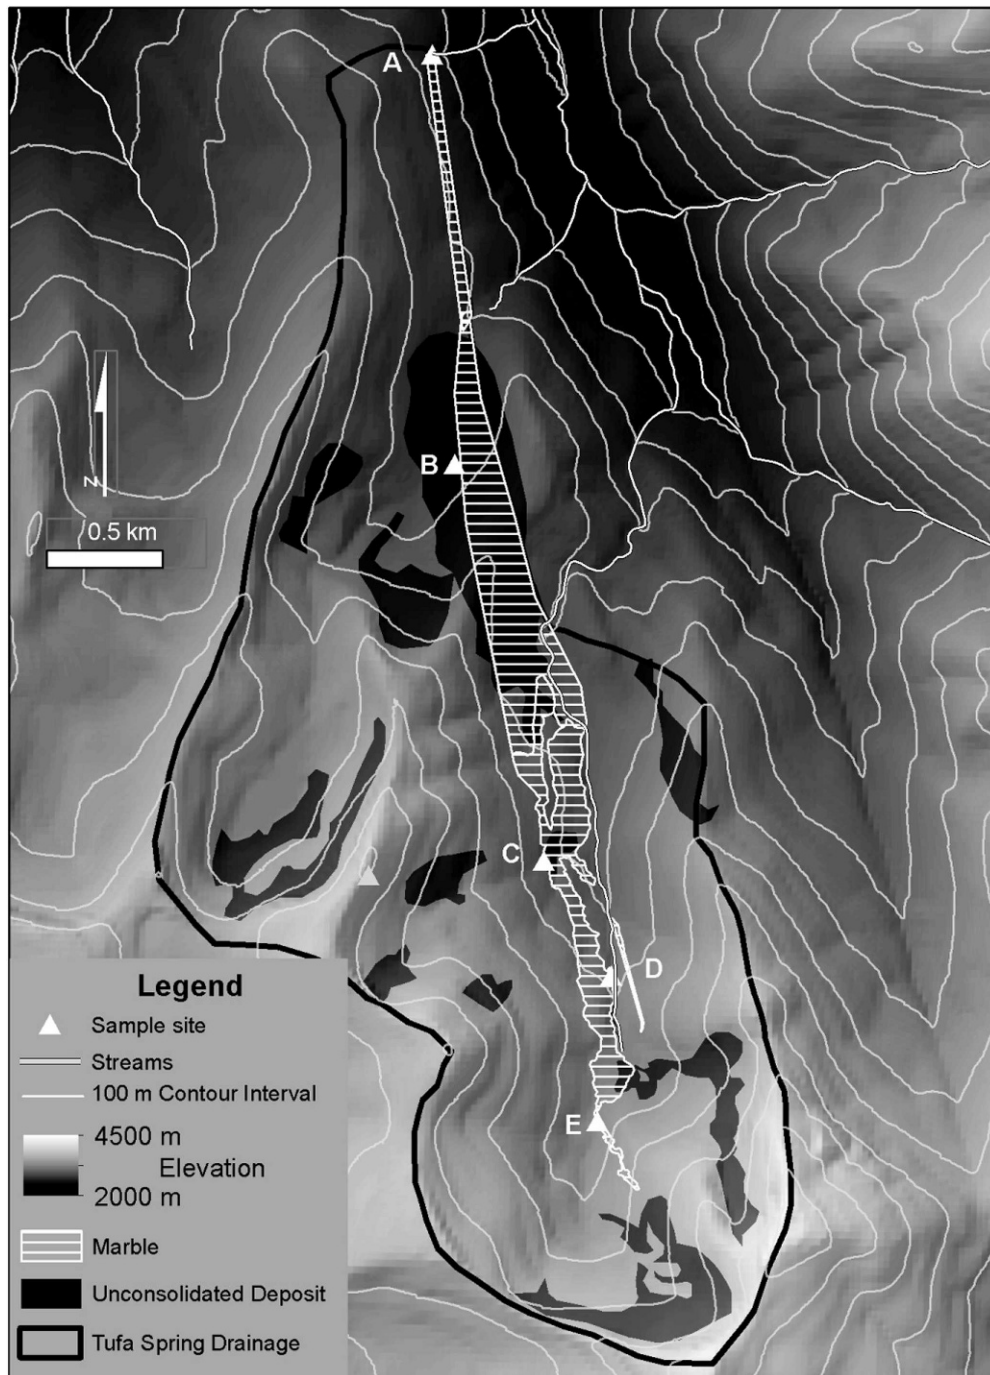 A
B
N
0.5 km
C
D
E
Legend
Sample site
Streams
100 m Contour Interval
4500 m
Elevation
2000 m
Marble
Unconsolidated Deposit
Tufa Spring Drainage